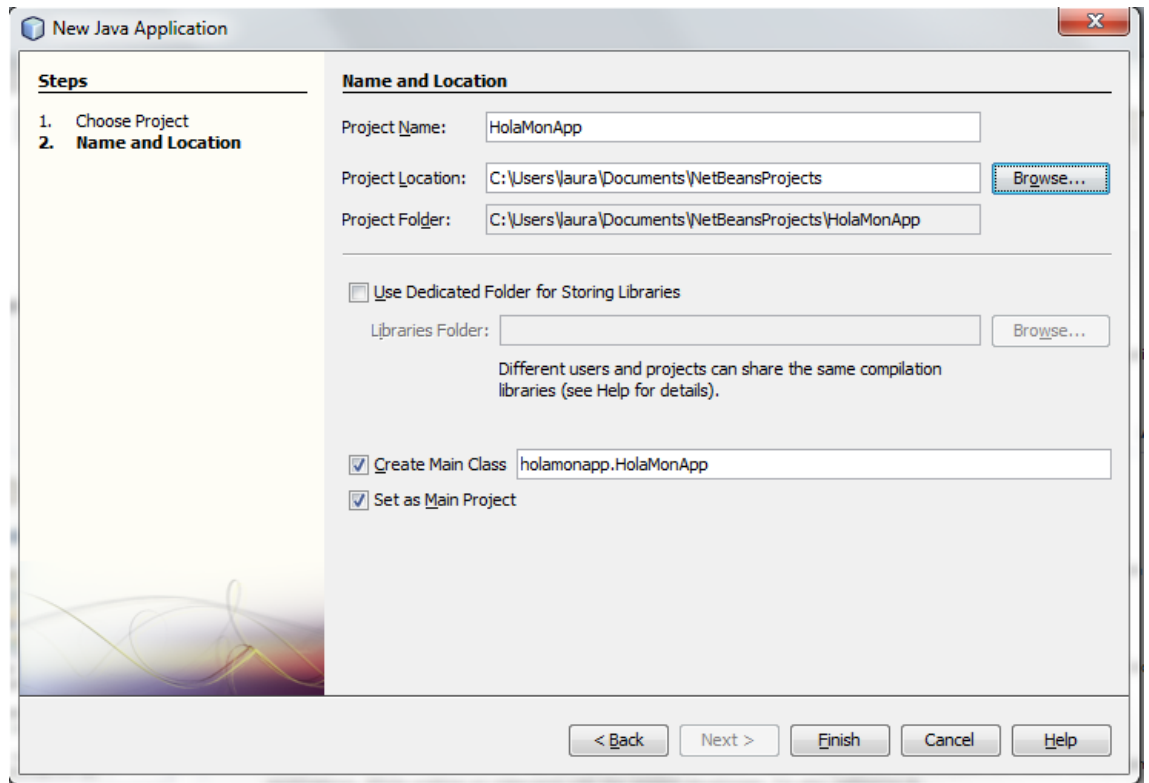 New Java Application
Steps
1. Choose Project
2. Name and Location
Name and Location
Project Name: HolaMonApp
Project Location: C:\Users\laura\Documents\NetBeansProjects Browse...
Project Folder: C:\Users\laura\Documents\NetBeansProjects\HolaMonApp
Use Dedicated Folder for Storing Libraries
Libraries Folder: Browse...
Different users and projects can share the same compilation
libraries (see Help for details).
Create Main Class holamonapp.HolaMonApp
Set as Main Project
< Back Next > Finish Cancel Help